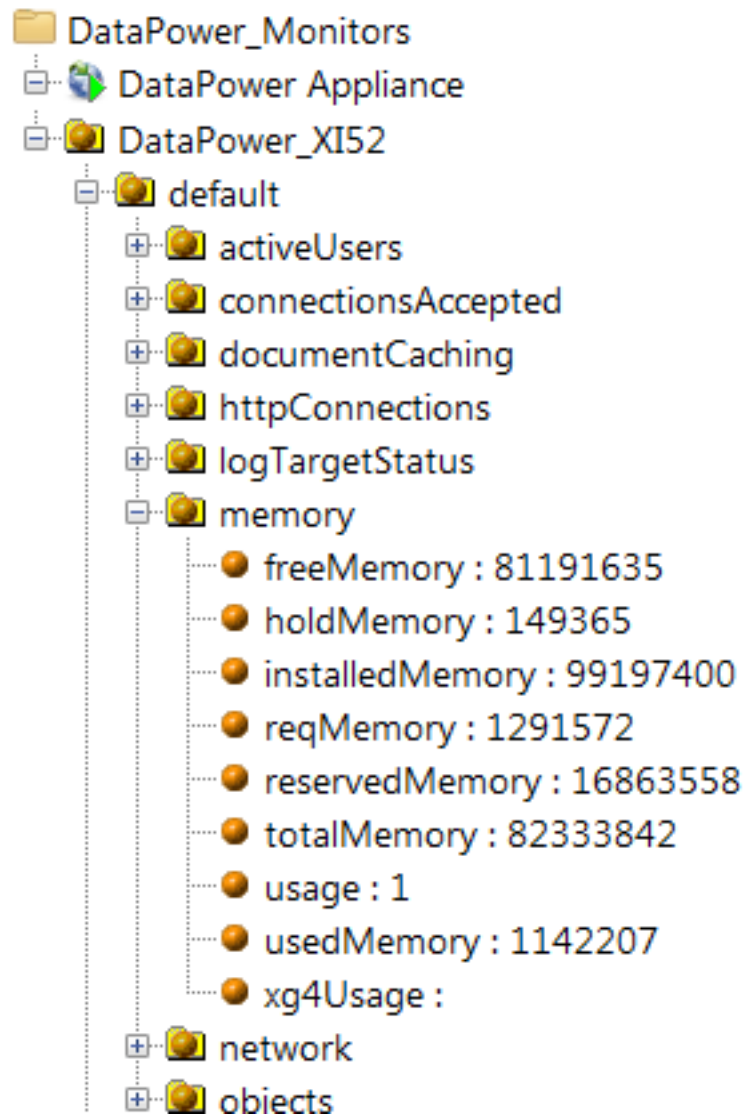 DataPower_Monitors
DataPower Appliance
DataPower_XI52
default
activeUsers
connectionsAccepted
documentCaching
httpConnections
logTargetStatus
memory
freeMemory : 81191635
holdMemory : 149365
installedMemory : 99197400
reqMemory : 1291572
reservedMemory : 16863558
totalMemory : 82333842
usage : 1
usedMemory : 1142207
xg4Usage :
network
objects